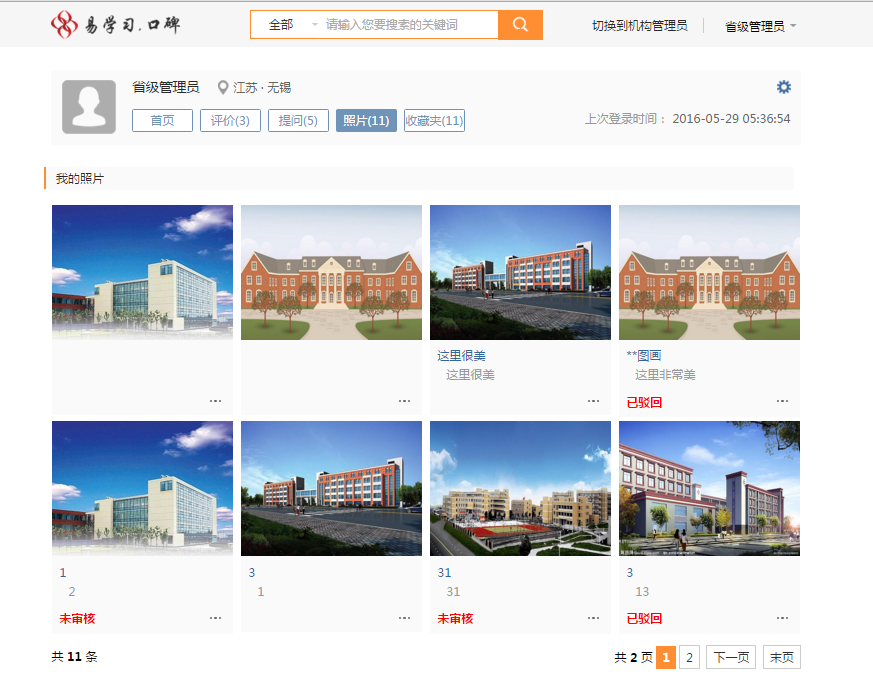 易学习.口碑
全部 请输入您要搜索的关键词
切换到机构管理员 省级管理员
省级管理员 江苏 · 无锡
首页 评价(3) 提问(5) 照片(11) 收藏夹(11)
上次登录时间： 2016-05-29 05:36:54
我的照片
这里很美
这里很美
**图画
这里非常美
已驳回
1
2
未审核
3
1
31
31
未审核
3
13
已驳回
共 11 条
共 2 页 1 2 下一页 末页